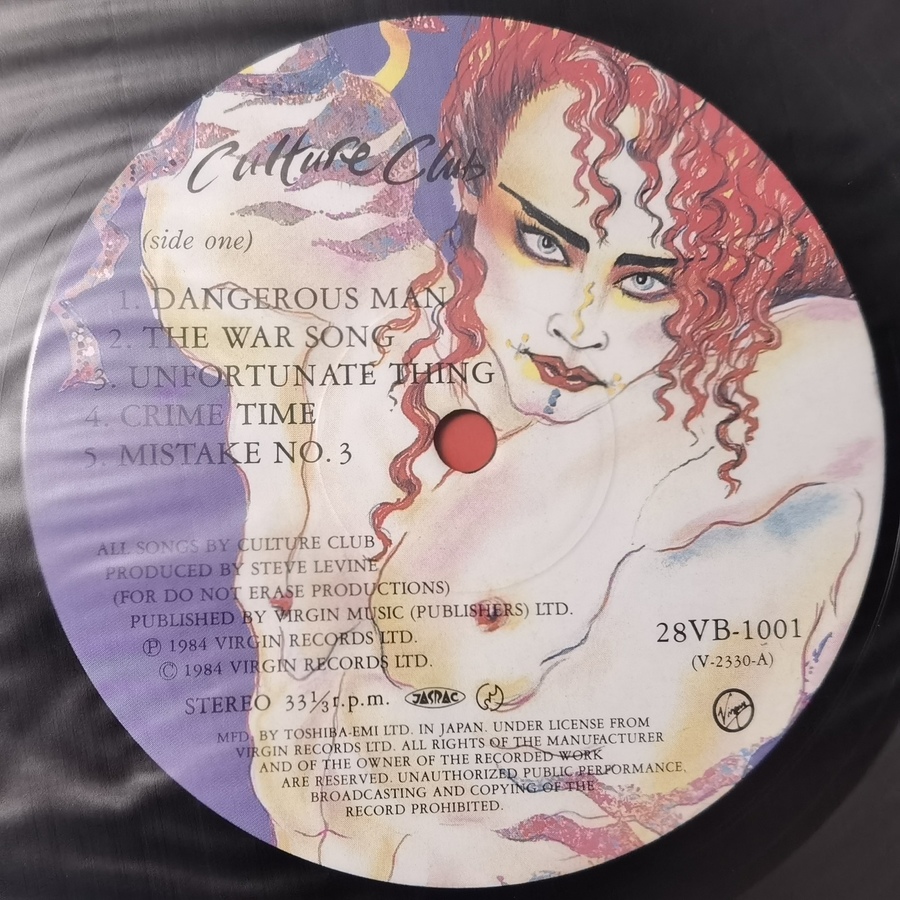 Culture Club
(side one)
1. DANGEROUS MAN
2. THE WAR SONG
3. UNFORTUNATE THING
4. CRIME TIME
5. MISTAKE NO. 3
ALL SONGS BY CULTURE CLUB
PRODUCED BY STEVE LEVINE
(FOR DO NOT ERASE PRODUCTIONS)
PUBLISHED BY VIRGIN MUSIC (PUBLISHERS) LTD.
Ⓟ 1984 VIRGIN RECORDS LTD.
© 1984 VIRGIN RECORDS LTD.
28VB-1001
(V-2330-A)
STEREO 33⅓r.p.m. JASRAC
Virgin
MFD. BY TOSHIBA-EMI LTD. IN JAPAN. UNDER LICENSE FROM
VIRGIN RECORDS LTD. ALL RIGHTS OF THE MANUFACTURER
AND OF THE OWNER OF THE RECORDED WORK
ARE RESERVED. UNAUTHORIZED PUBLIC PERFORMANCE,
BROADCASTING AND COPYING OF THE
RECORD PROHIBITED.